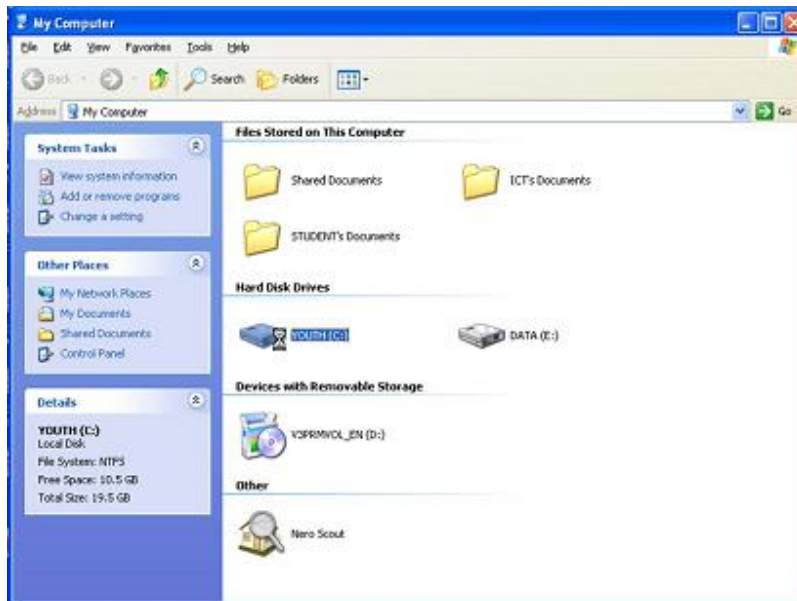 My Computer
File Edit View Favorites Tools Help
Back Search Folders
Address My Computer Go
System Tasks
View system information
Add or remove programs
Change a setting
Other Places
My Network Places
My Documents
Shared Documents
Control Panel
Details
YOUTH (C:)
Local Disk
File System: NTFS
Free Space: 10.5 GB
Total Size: 19.5 GB
Files Stored on This Computer
Shared Documents ICT's Documents
STUDENT's Documents
Hard Disk Drives
YOUTH (C:) DATA (E:)
Devices with Removable Storage
V3PRMVOL_EN (D:)
Other
Nero Scout